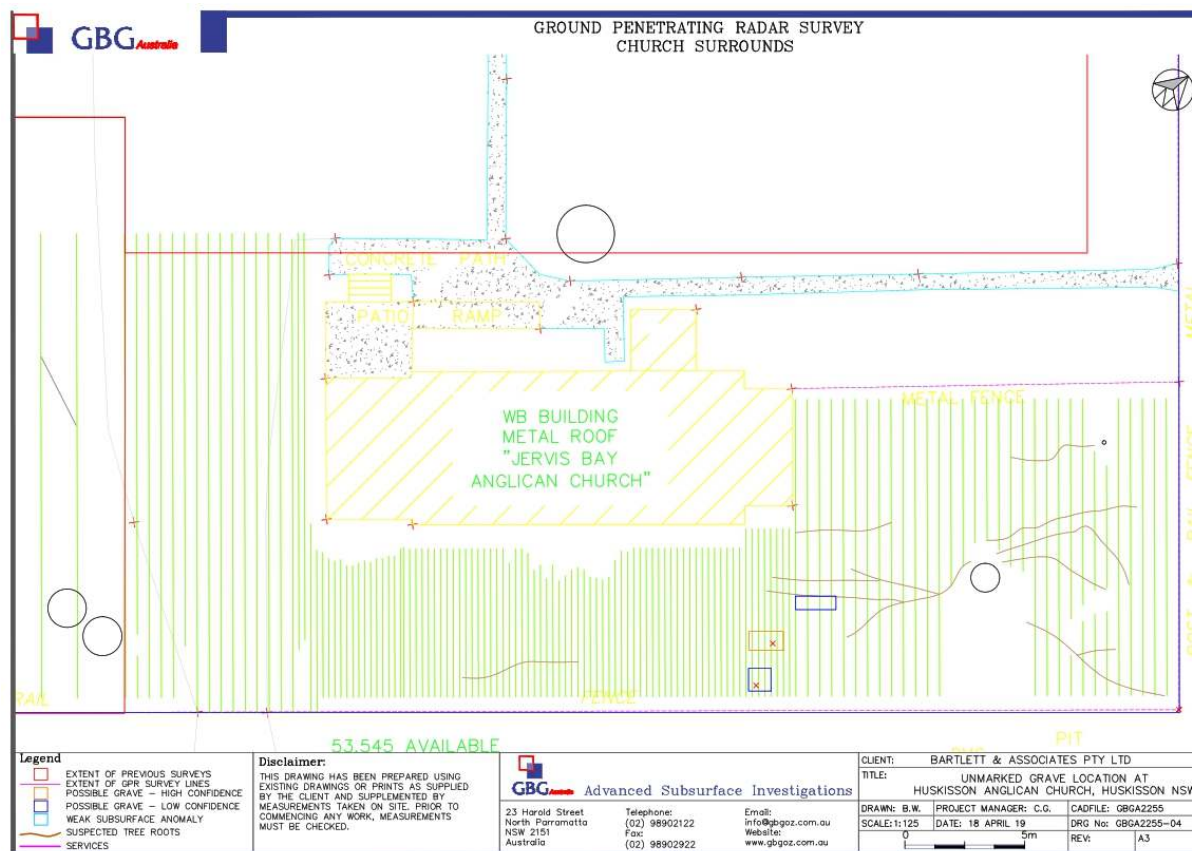 GBG Australia
GROUND PENETRATING RADAR SURVEY
CHURCH SURROUNDS
CONCRETE PATH
PATIO RAMP
METAL FENCE
WB BUILDING
METAL ROOF
"JERVIS BAY
ANGLICAN CHURCH"
RAIL
FENCE
53.545 AVAILABLE
PIT
Legend
EXTENT OF PREVIOUS SURVEYS
EXTENT OF GPR SURVEY LINES
POSSIBLE GRAVE – HIGH CONFIDENCE
POSSIBLE GRAVE – LOW CONFIDENCE
WEAK SUBSURFACE ANOMALY
SUSPECTED TREE ROOTS
SERVICES
Disclaimer:
THIS DRAWING HAS BEEN PREPARED USING
EXISTING DRAWINGS OR PRINTS AS SUPPLIED
BY THE CLIENT AND SUPPLEMENTED BY
MEASUREMENTS TAKEN ON SITE. PRIOR TO
COMMENCING ANY WORK, MEASUREMENTS
MUST BE CHECKED.
GBG Australia Advanced Subsurface Investigations
23 Harold Street
North Parramatta
NSW 2151
Australia
Telephone:
(02) 98902122
Fax:
(02) 98902922
Email:
info@gbgoz.com.au
Website:
www.gbgoz.com.au
CLIENT: BARTLETT & ASSOCIATES PTY LTD
TITLE: UNMARKED GRAVE LOCATION AT
HUSKISSON ANGLICAN CHURCH, HUSKISSON NSW
DRAWN: B.W. PROJECT MANAGER: C.G. CADFILE: GBGA2255
SCALE: 1:125 DATE: 18 APRIL 19 DRG No: GBGA2255-04
0 5m REV: A3